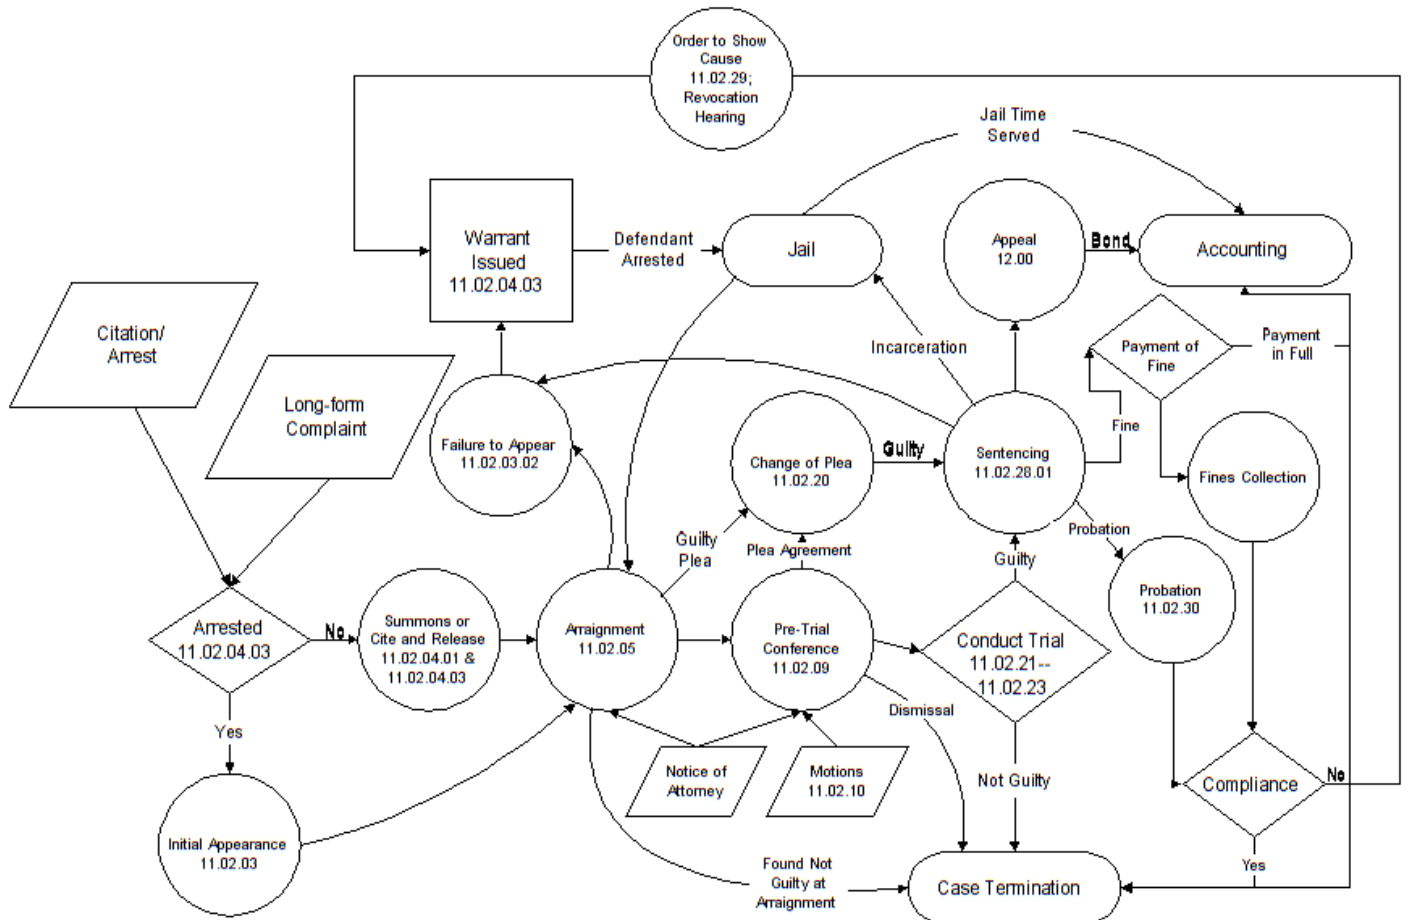 Order to Show
Cause
11.02.29;
Revocation
Hearing
Jail Time
Served
Warrant
Issued
11.02.04.03
Defendant
Arrested
Jail
Appeal
12.00
Bond
Accounting
Citation/
Arrest
Long-form
Complaint
Incarceration
Payment of
Fine
Payment
in Full
Failure to Appear
11.02.03.02
Change of Plea
11.02.20
Guilty
Sentencing
11.02.28.01
Fine
Fines Collection
Guilty
Plea
Plea Agreement
Guilty
Probation
Arrested
11.02.04.03
No
Summons or
Cite and Release
11.02.04.01 &
11.02.04.03
Arraignment
11.02.05
Pre-Trial
Conference
11.02.09
Conduct Trial
11.02.21--
11.02.23
Probation
11.02.30
Yes
Dismissal
Notice of
Attorney
Motions
11.02.10
Not Guilty
Compliance
No
Initial Appearance
11.02.03
Found Not
Guilty at
Arraignment
Case Termination
Yes